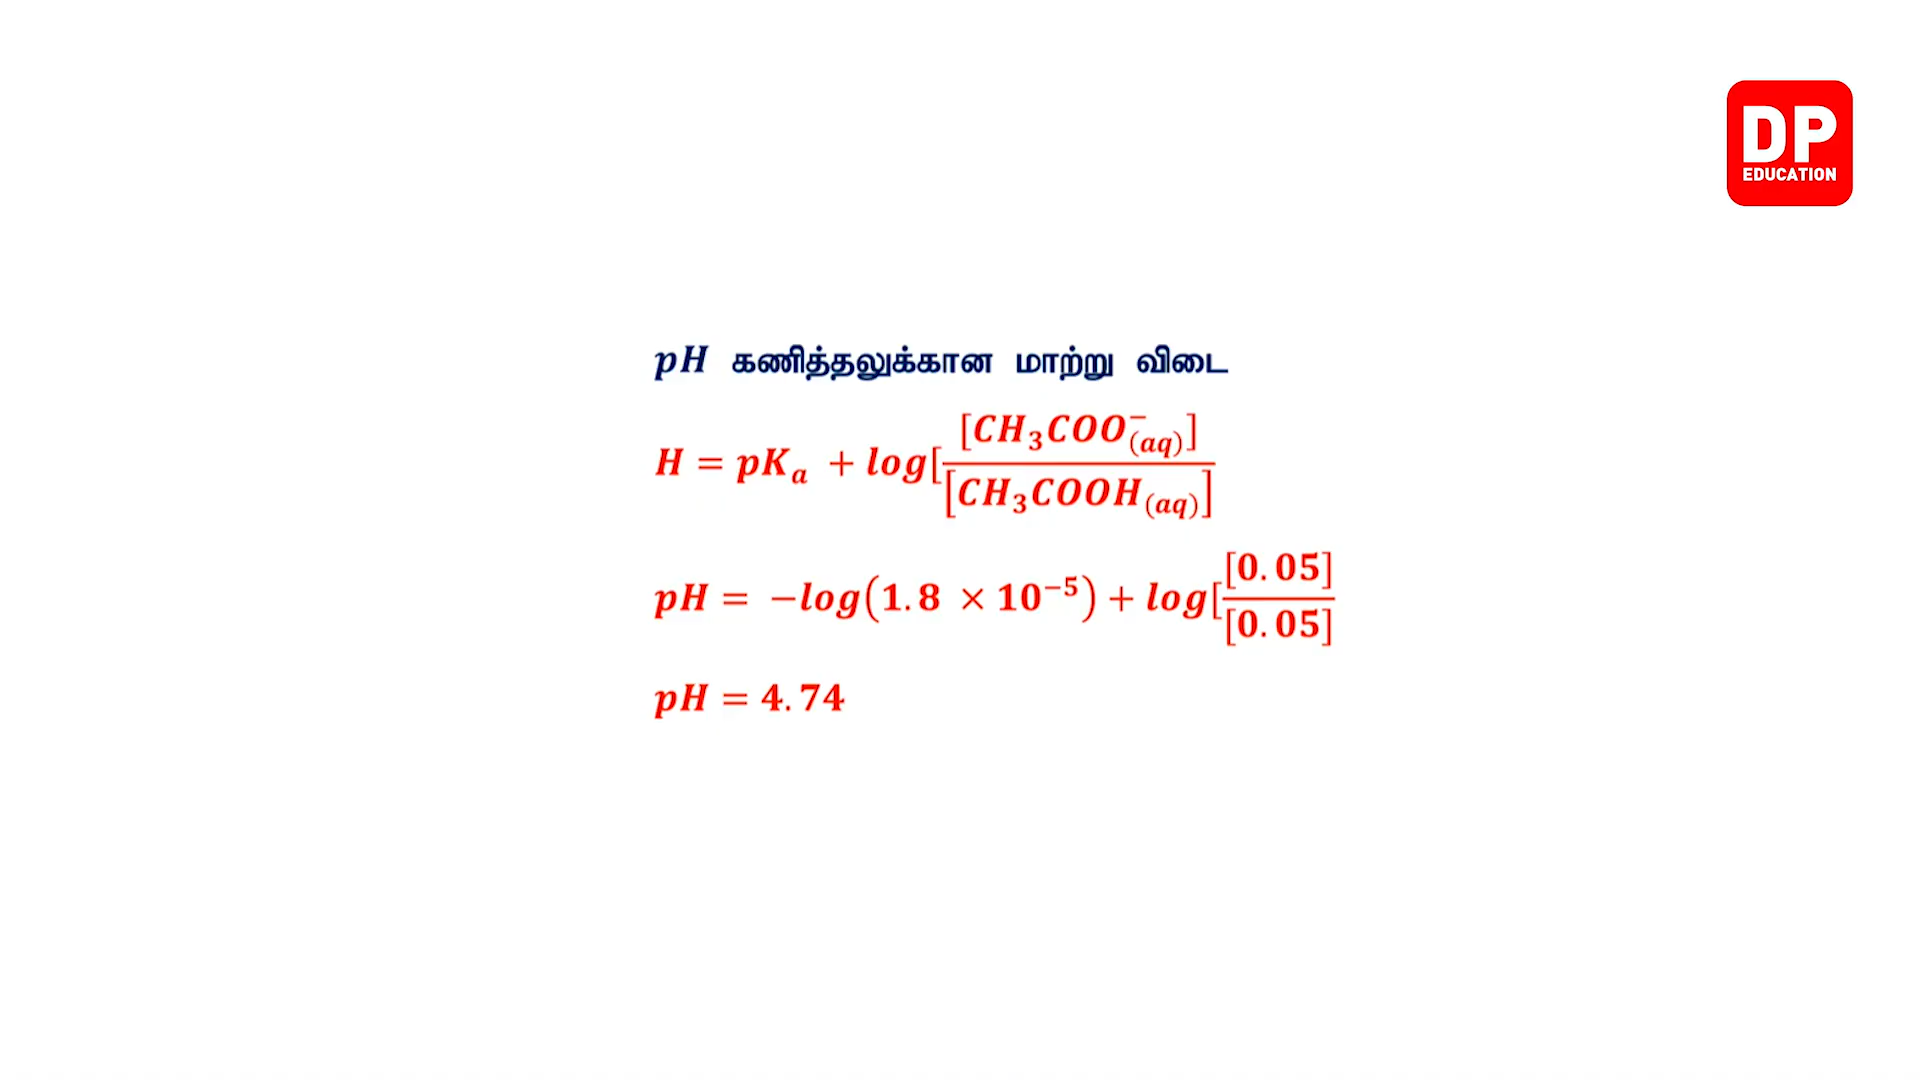 DP
EDUCATION
pH கணித்தலுக்கான மாற்று விடை
H = pKₐ + log[ [CH₃COO⁻₍aq₎] / [CH₃COOH₍aq₎]
pH = −log(1.8 × 10⁻⁵) + log[ [0.05] / [0.05]
pH = 4.74